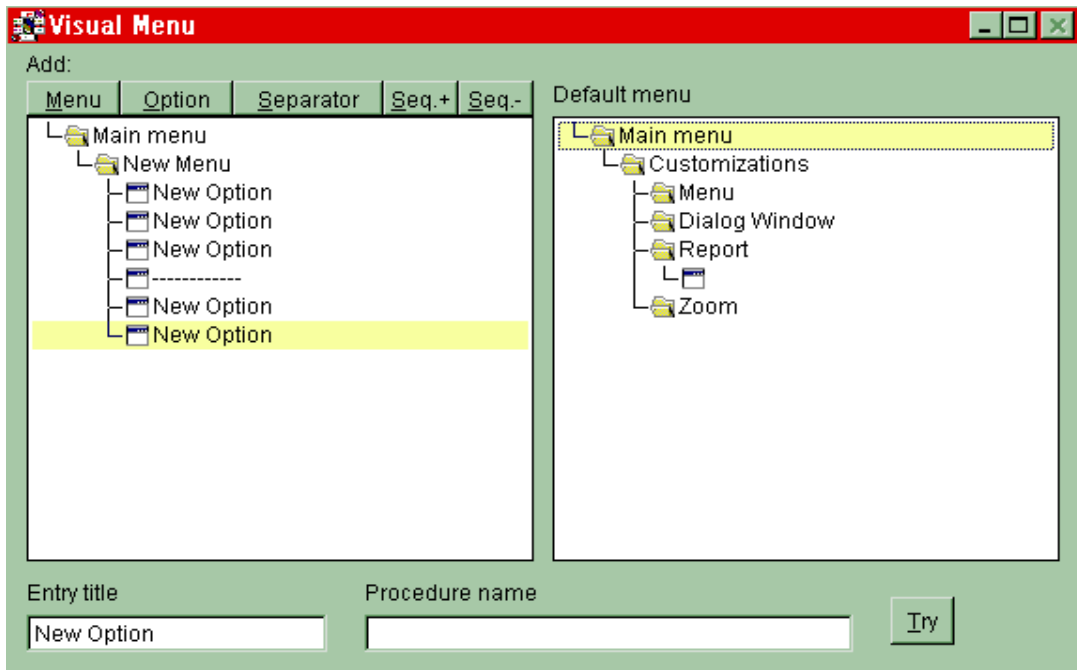 Visual Menu
Add:
Menu Option Separator Seq.+ Seq.-
Main menu
New Menu
New Option
New Option
New Option
------------
New Option
New Option
Default menu
Main menu
Customizations
Menu
Dialog Window
Report
Zoom
Entry title
New Option
Procedure name
Try